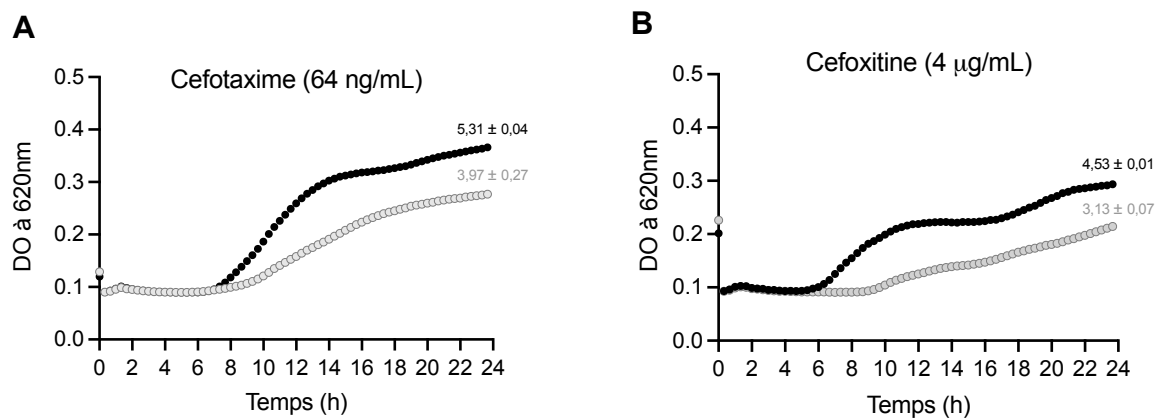 A
Cefotaxime (64 ng/mL)
0.5
0.4
0.3
0.2
0.1
0.0
DO à 620nm
5,31 ± 0,04
3,97 ± 0,27
0 2 4 6 8 10 12 14 16 18 20 22 24
Temps (h)
B
Cefoxitine (4 μg/mL)
0.5
0.4
0.3
0.2
0.1
0.0
DO à 620nm
4,53 ± 0,01
3,13 ± 0,07
0 2 4 6 8 10 12 14 16 18 20 22 24
Temps (h)